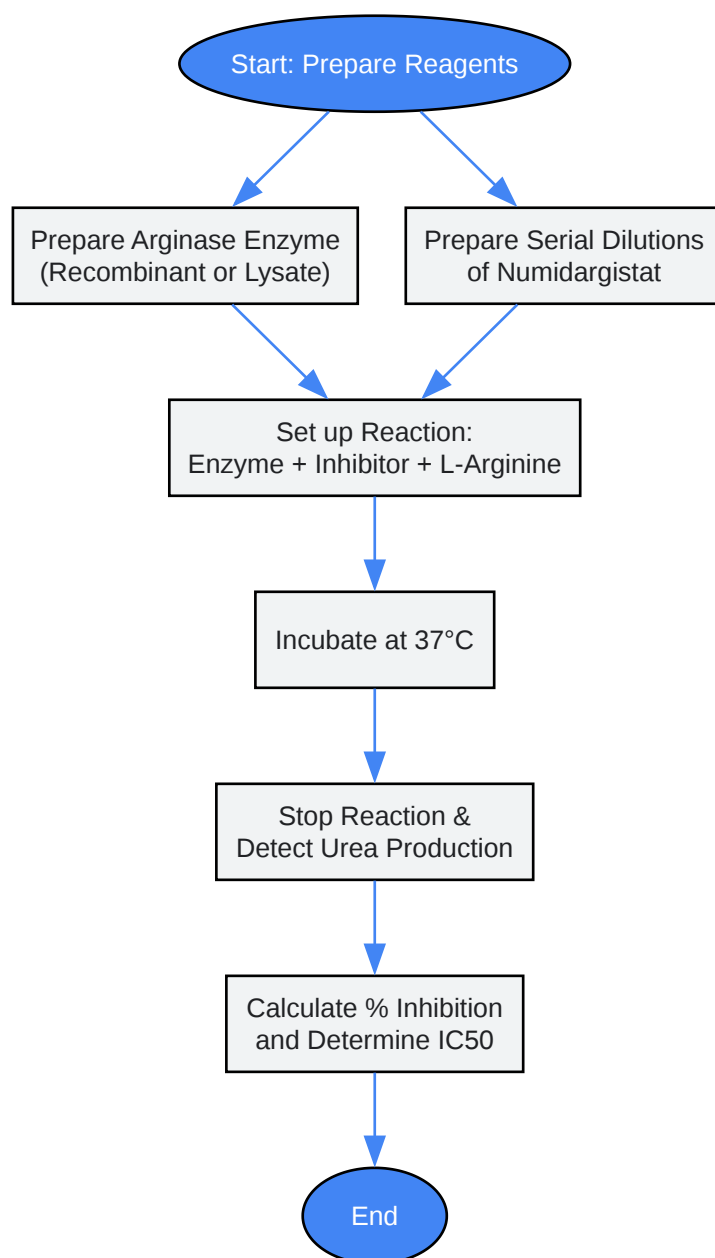 Start: Prepare Reagents
Prepare Arginase Enzyme
(Recombinant or Lysate)
Prepare Serial Dilutions
of Numidargistat
Set up Reaction:
Enzyme + Inhibitor + L-Arginine
Incubate at 37°C
Stop Reaction &
Detect Urea Production
Calculate % Inhibition
and Determine IC50
End